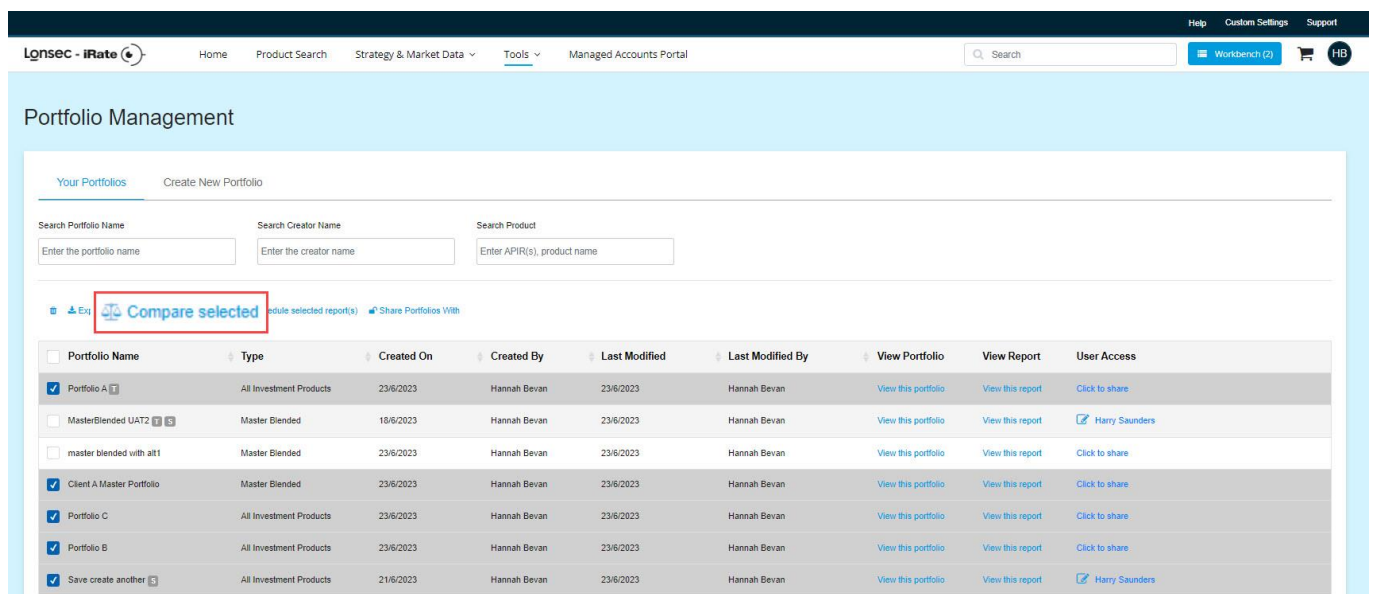 Help Custom Settings Support
Lonsec - iRate Home Product Search Strategy & Market Data Tools Managed Accounts Portal Search Workbench (2) HB
Portfolio Management
Your Portfolios Create New Portfolio
Search Portfolio Name Search Creator Name Search Product
Enter the portfolio name Enter the creator name Enter APIR(s), product name
Compare selected selected report(s) Share Portfolios With
Portfolio Name Type Created On Created By Last Modified Last Modified By View Portfolio View Report User Access
Portfolio A T All Investment Products 23/6/2023 Hannah Bevan 23/6/2023 Hannah Bevan View this portfolio View this report Click to share
MasterBlended UAT2 T S Master Blended 18/6/2023 Hannah Bevan 23/6/2023 Hannah Bevan View this portfolio View this report Harry Saunders
master blended with alt1 Master Blended 23/6/2023 Hannah Bevan 23/6/2023 Hannah Bevan View this portfolio View this report Click to share
Client A Master Portfolio Master Blended 23/6/2023 Hannah Bevan 23/6/2023 Hannah Bevan View this portfolio View this report Click to share
Portfolio C All Investment Products 23/6/2023 Hannah Bevan 23/6/2023 Hannah Bevan View this portfolio View this report Click to share
Portfolio B All Investment Products 23/6/2023 Hannah Bevan 23/6/2023 Hannah Bevan View this portfolio View this report Click to share
Save create another S All Investment Products 21/6/2023 Hannah Bevan 23/6/2023 Hannah Bevan View this portfolio View this report Harry Saunders